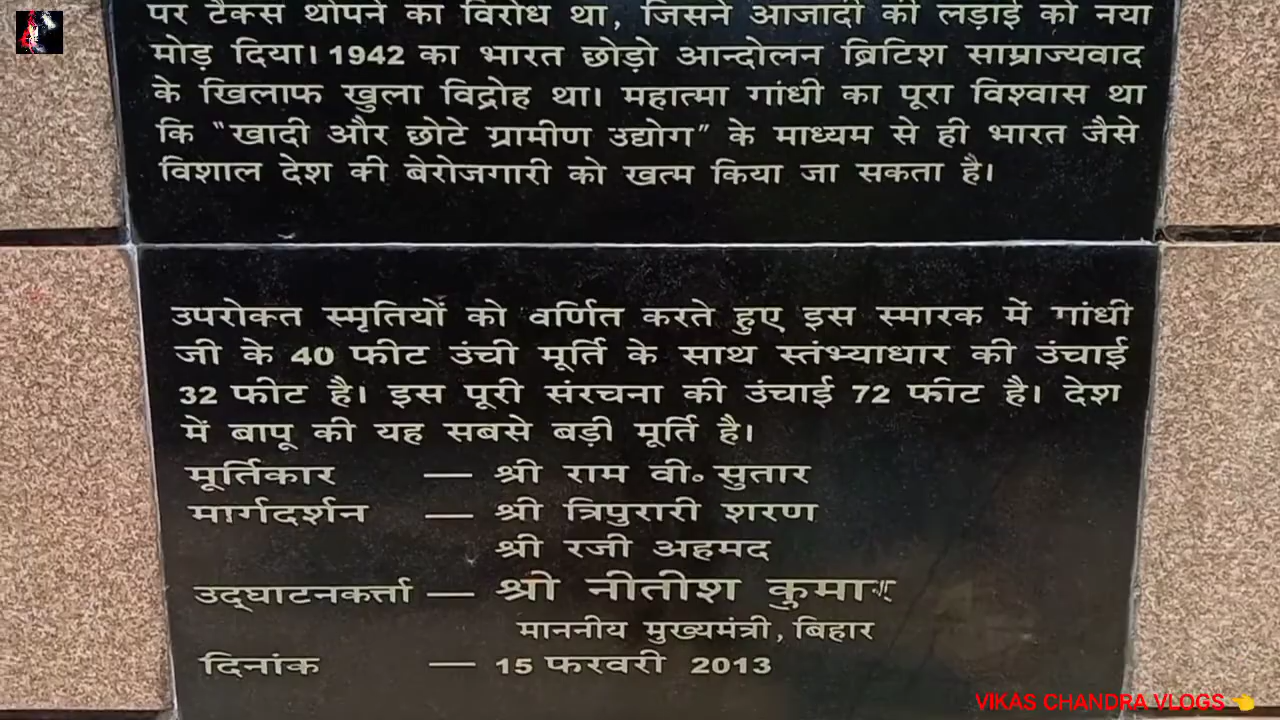 पर टैक्स थोपने का विरोध था, जिसने आजादी की लड़ाई को नया
मोड़ दिया। 1942 का भारत छोड़ो आन्दोलन ब्रिटिश साम्राज्यवाद
के खिलाफ खुला विद्रोह था। महात्मा गांधी का पूरा विश्वास था
कि "खादी और छोटे ग्रामीण उद्योग" के माध्यम से ही भारत जैसे
विशाल देश की बेरोजगारी को खत्म किया जा सकता है।
उपरोक्त स्मृतियों को वर्णित करते हुए इस स्मारक में गांधी
जी के 40 फीट उंची मूर्ति के साथ स्तंभ्याधार की उंचाई
32 फीट है। इस पूरी संरचना की उंचाई 72 फीट है। देश
में बापू की यह सबसे बड़ी मूर्ति है।
मूर्तिकार — श्री राम वी॰ सुतार
मार्गदर्शन — श्री त्रिपुरारी शरण
श्री रजी अहमद
उद्घाटनकर्त्ता — श्री नीतीश कुमार
माननीय मुख्यमंत्री, बिहार
दिनांक — 15 फरवरी 2013
VIKAS CHANDRA VLOGS 👈